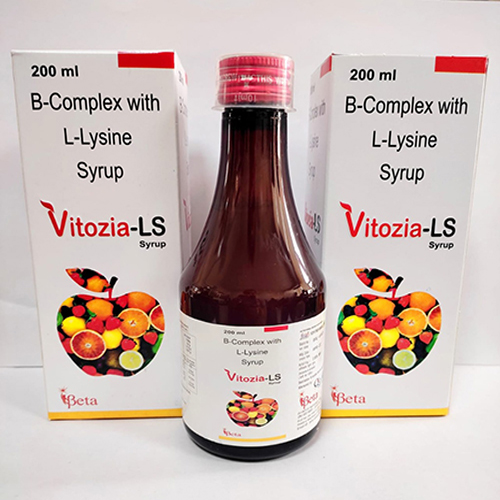 200 ml
B-Complex with
L-Lysine
Syrup
Vitozia-LS
Syrup
Beta
200 ml
B-Complex with
L-Lysine
Syrup
Vitozia-LS
Syrup
Beta
200 ml
B-Complex with
L-Lysine
Syrup
Vitozia-LS
Syrup
Beta
Beta